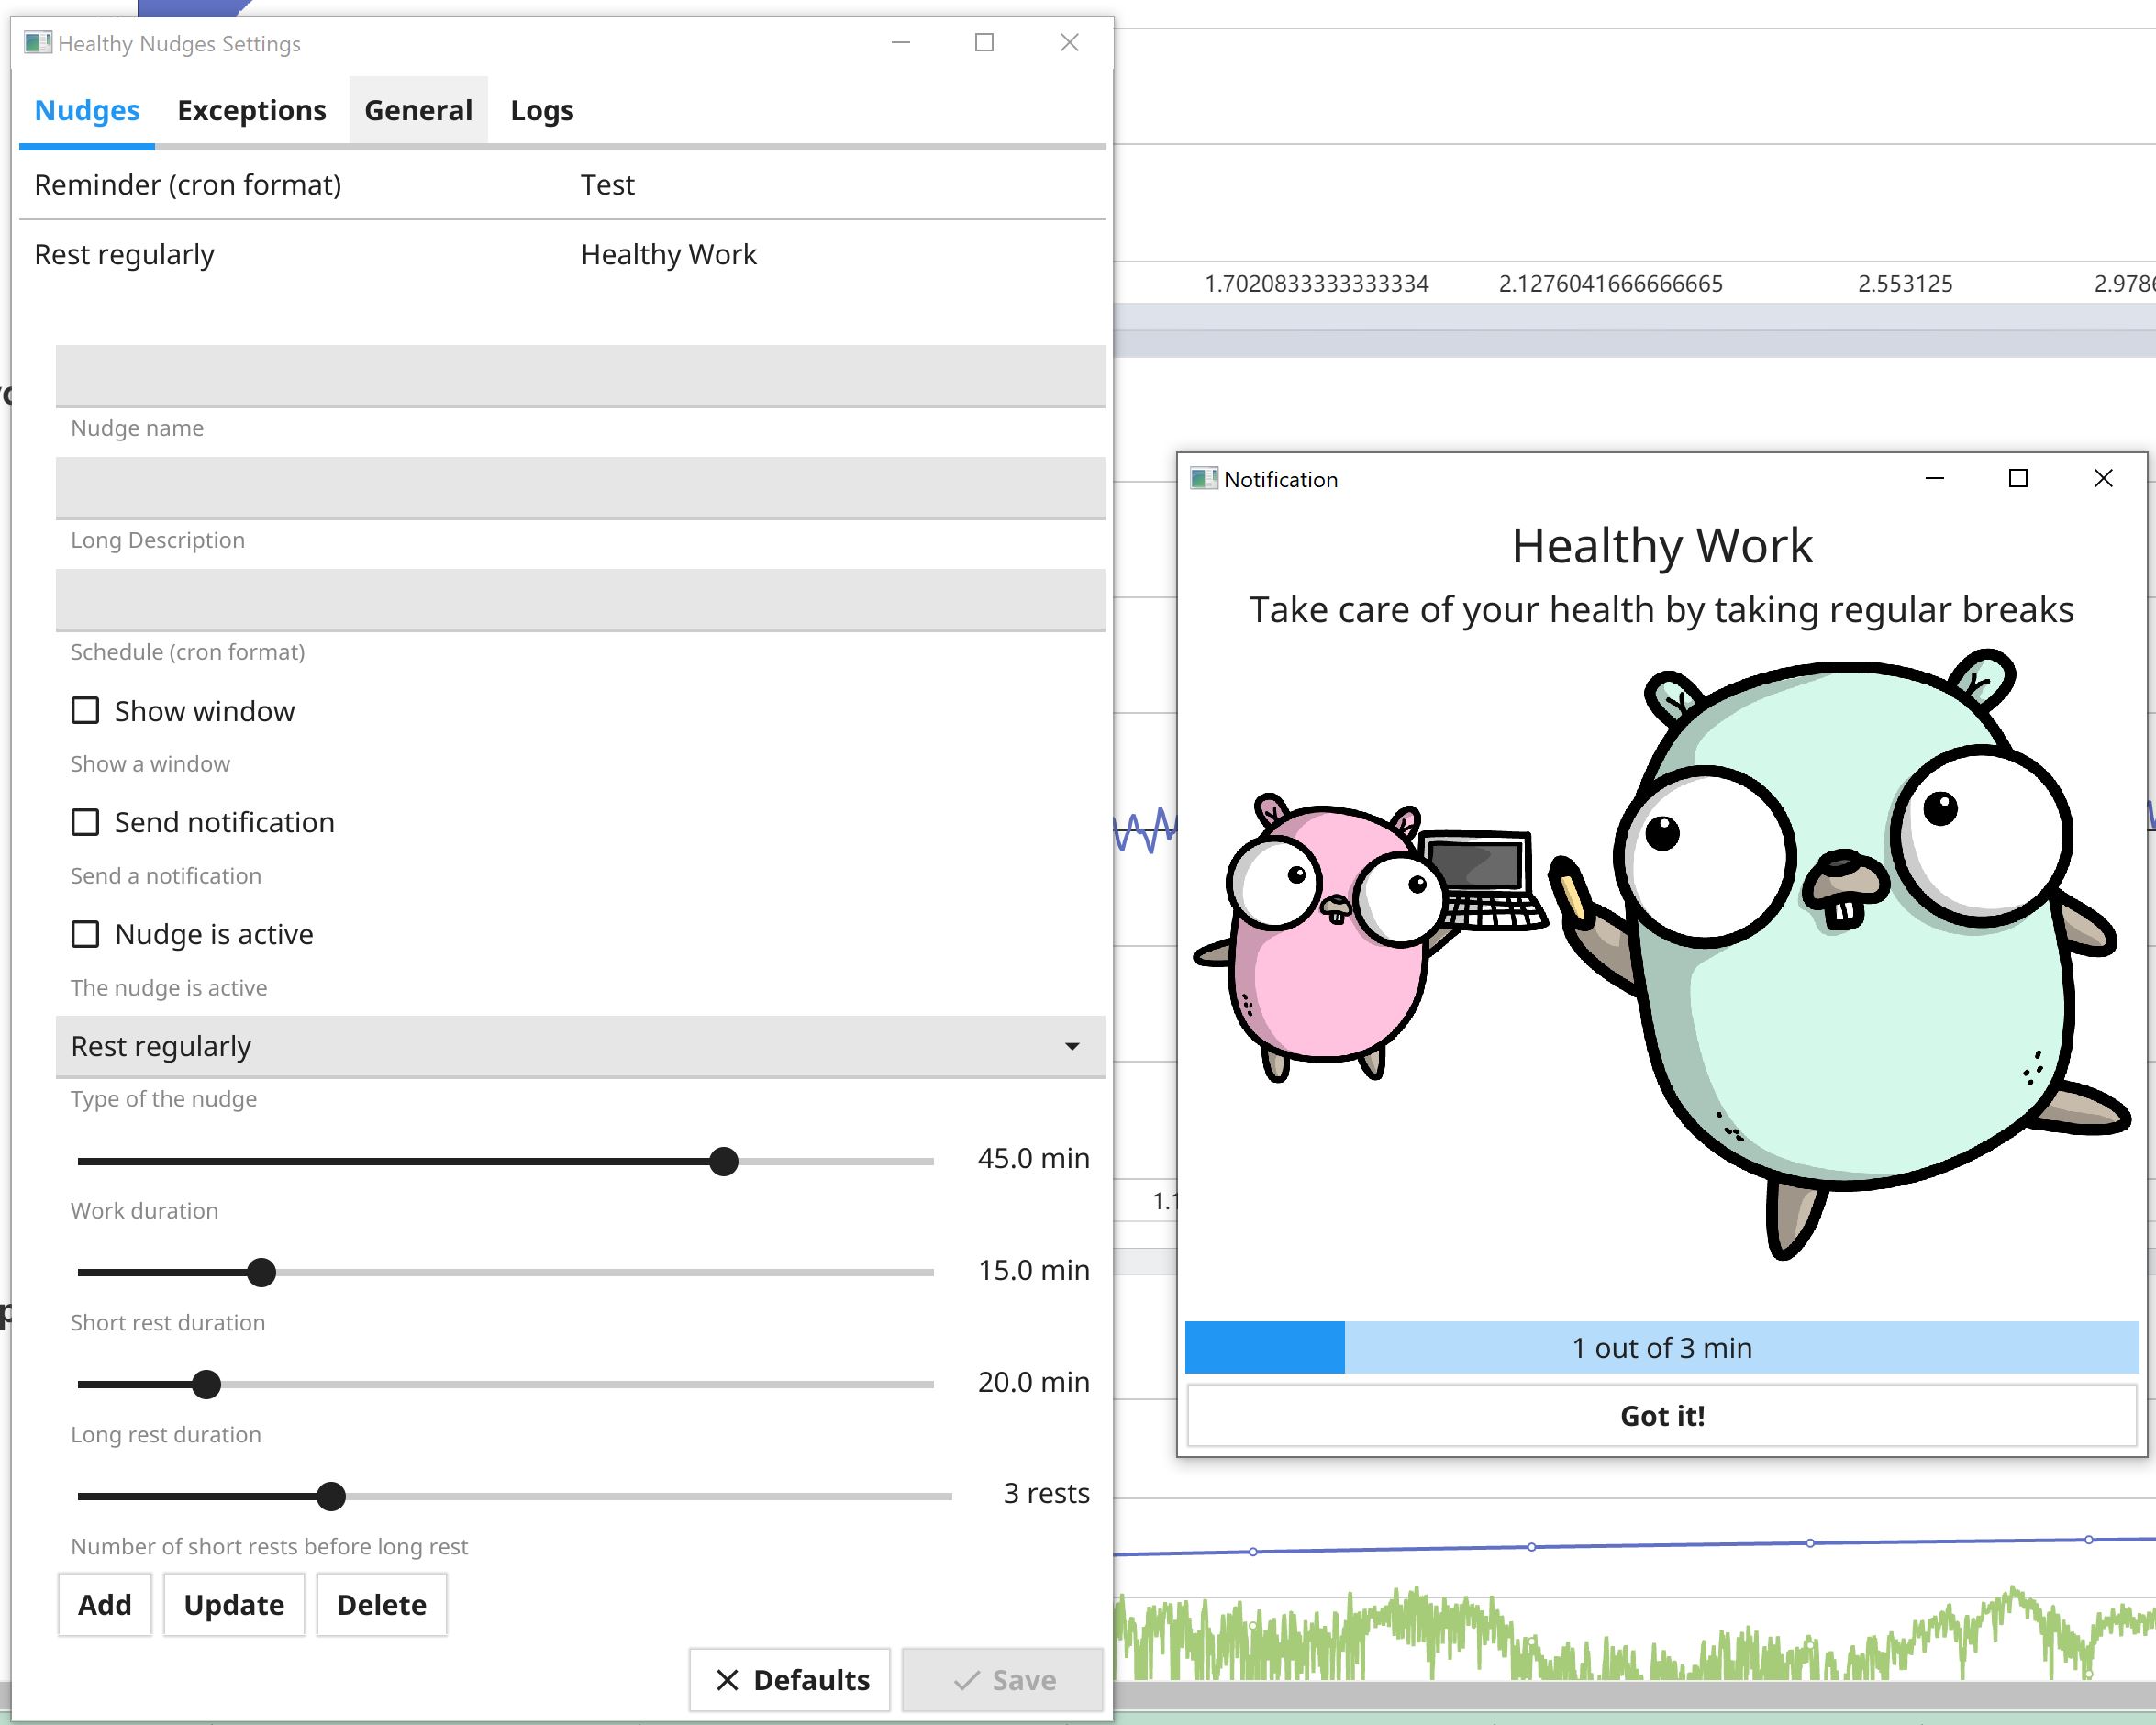 Healthy Nudges Settings
Nudges Exceptions General Logs
Reminder (cron format) Test
Rest regularly Healthy Work
Nudge name
Long Description
Schedule (cron format)
Show window
Show a window
Send notification
Send a notification
Nudge is active
The nudge is active
Rest regularly
Type of the nudge
45.0 min
Work duration
15.0 min
Short rest duration
20.0 min
Long rest duration
3 rests
Number of short rests before long rest
Add Update Delete
Defaults Save
1.7020833333333334 2.1276041666666665 2.553125
Notification
Healthy Work
Take care of your health by taking regular breaks
1 out of 3 min
Got it!